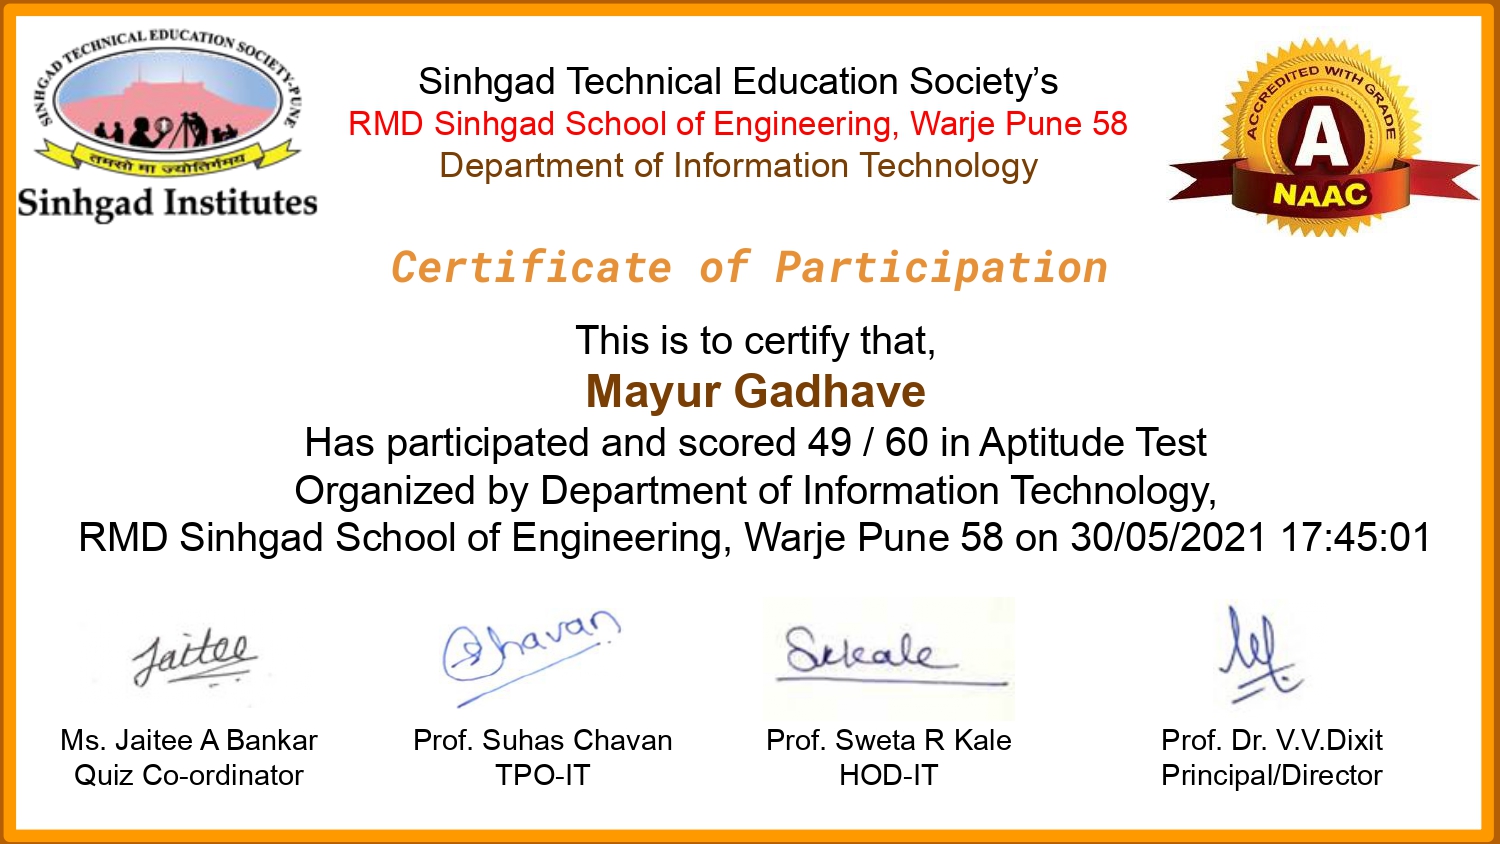 SINHGAD TECHNICAL EDUCATION SOCIETY-PUNE
तमसो मा ज्योतिर्गमय
Sinhgad Institutes
Sinhgad Technical Education Society’s
RMD Sinhgad School of Engineering, Warje Pune 58
Department of Information Technology
ACCREDITED WITH GRADE
A
NAAC
Certificate of Participation
This is to certify that,
Mayur Gadhave
Has participated and scored 49 / 60 in Aptitude Test
Organized by Department of Information Technology,
RMD Sinhgad School of Engineering, Warje Pune 58 on 30/05/2021 17:45:01
Jaitee
Chavan
Ms. Jaitee A Bankar
Quiz Co-ordinator
Prof. Suhas Chavan
TPO-IT
Prof. Sweta R Kale
HOD-IT
Prof. Dr. V.V.Dixit
Principal/Director